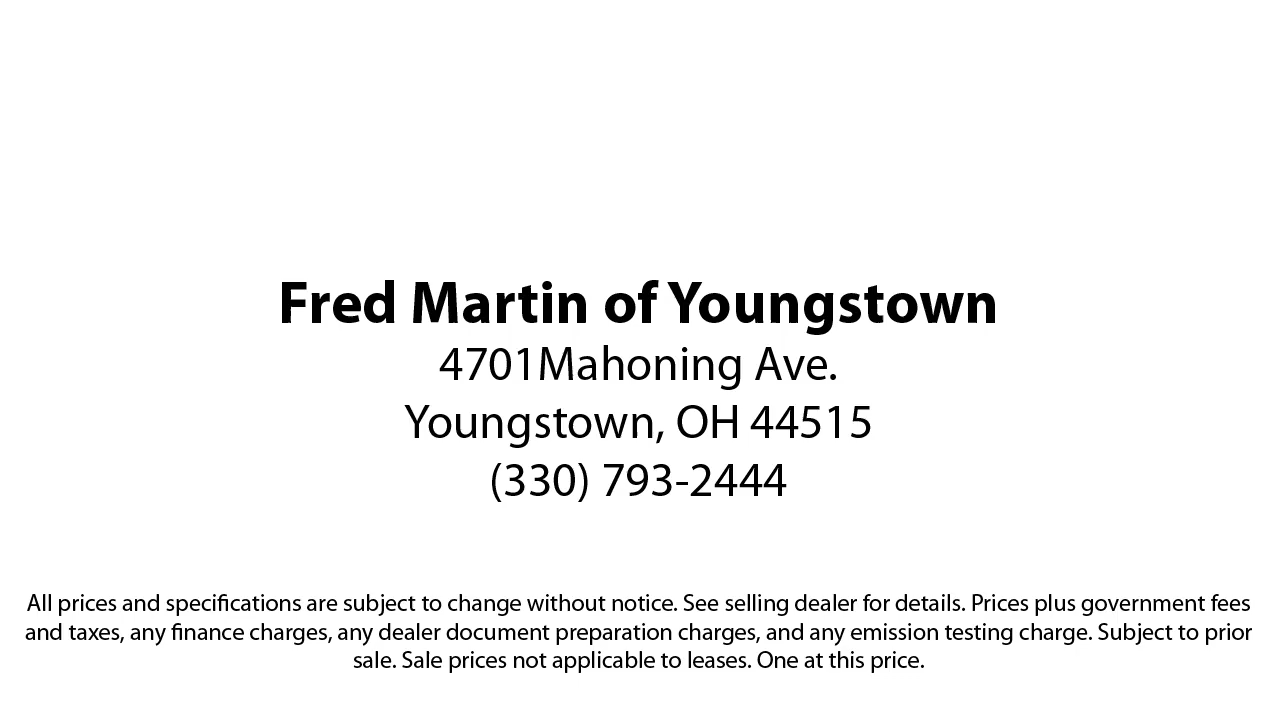 Fred Martin of Youngstown
4701Mahoning Ave.
Youngstown, OH 44515
(330) 793-2444
All prices and specifications are subject to change without notice. See selling dealer for details. Prices plus government fees
and taxes, any finance charges, any dealer document preparation charges, and any emission testing charge. Subject to prior
sale. Sale prices not applicable to leases. One at this price.